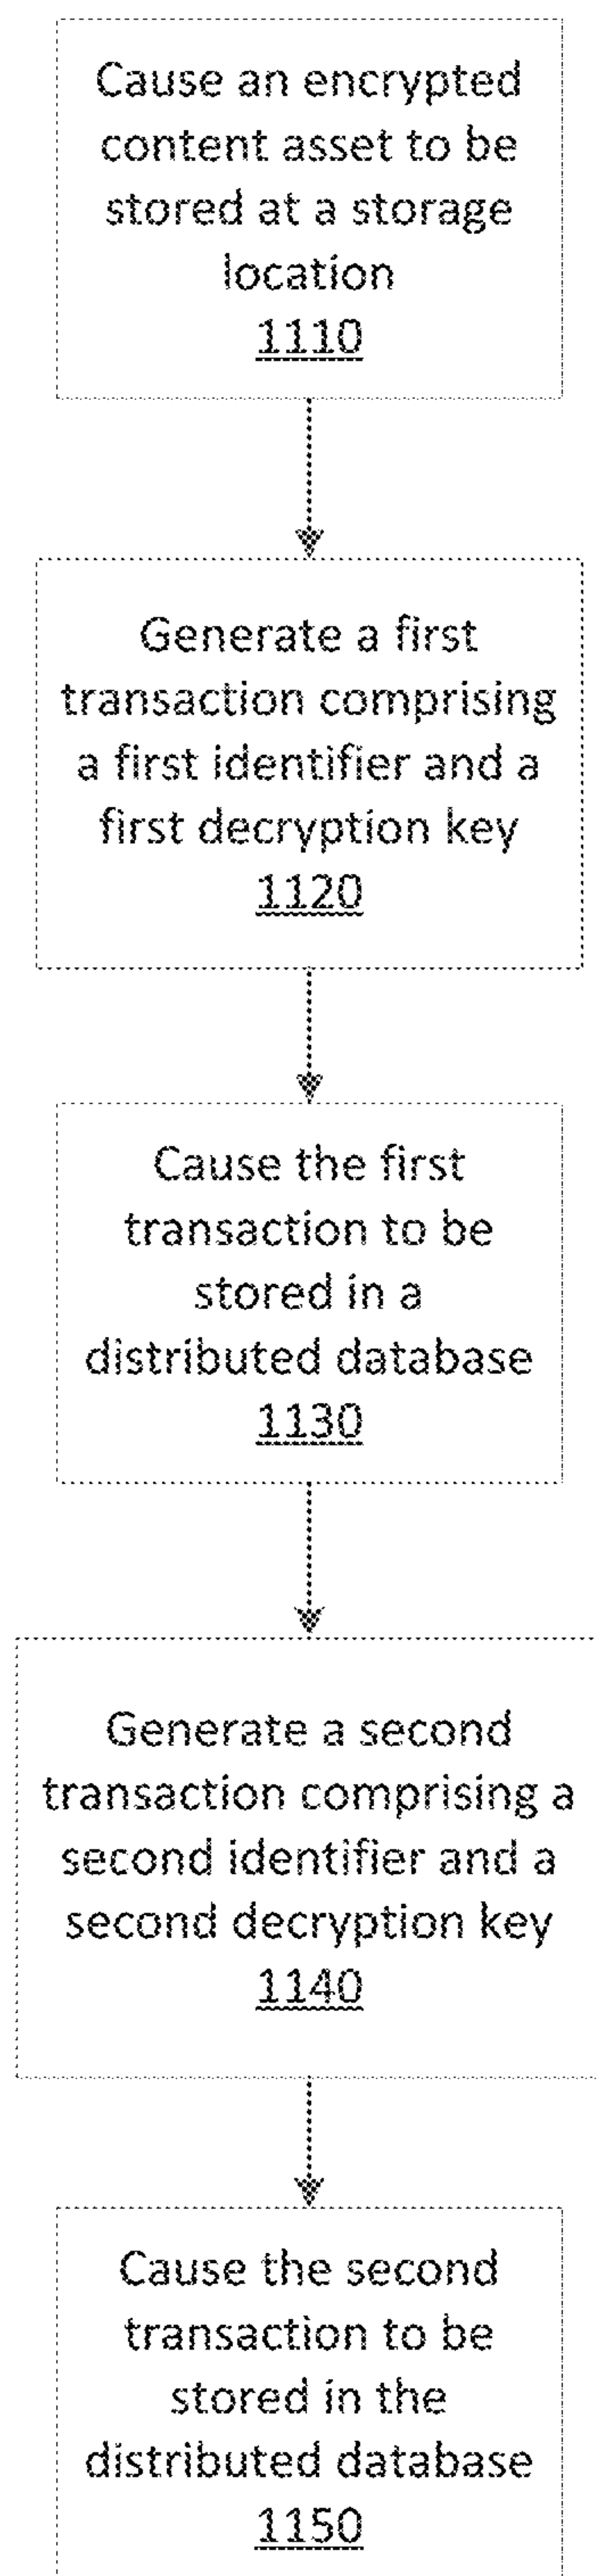 Cause an encrypted
content asset to be
stored at a storage
location
1110
Generate a first
transaction comprising
a first identifier and a
first decryption key
1120
Cause the first
transaction to be
stored in a
distributed database
1130
Generate a second
transaction comprising a
second identifier and a
second decryption key
1140
Cause the second
transaction to be
stored in the
distributed database
1150